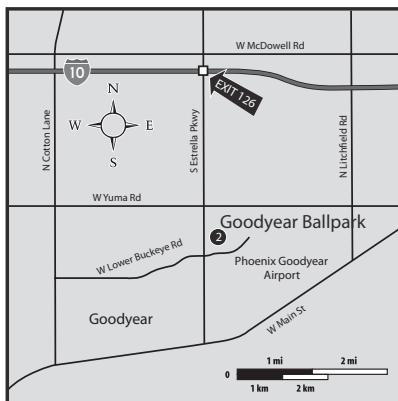 W McDowell Rd
10
EXIT 126
N
W E
S
N Cotton Lane
S Estrella Pkwy
N Litchfield Rd
W Yuma Rd
Goodyear Ballpark
2
W Lower Buckeye Rd
Phoenix Goodyear
Airport
Goodyear
W Main St
1 mi 2 mi
0
1 km 2 km